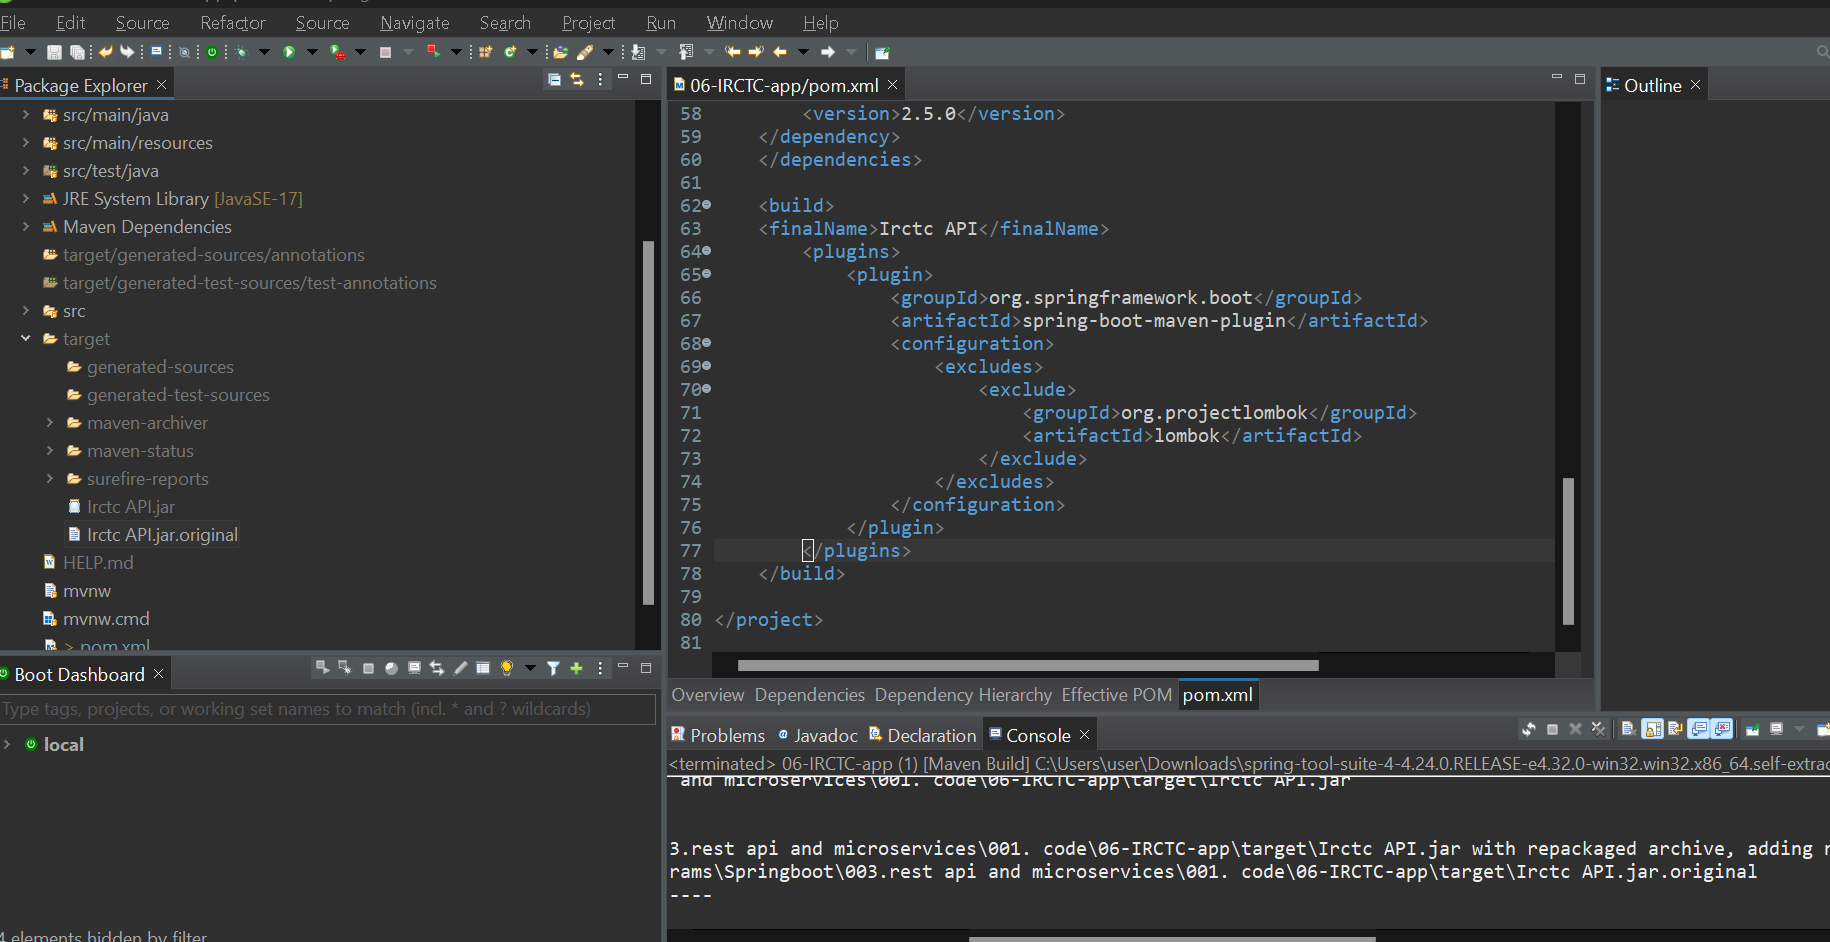 File Edit Source Refactor Source Navigate Search Project Run Window Help
Package Explorer
src/main/java
src/main/resources
src/test/java
JRE System Library [JavaSE-17]
Maven Dependencies
target/generated-sources/annotations
target/generated-test-sources/test-annotations
src
target
generated-sources
generated-test-sources
maven-archiver
maven-status
surefire-reports
Irctc API.jar
Irctc API.jar.original
HELP.md
mvnw
mvnw.cmd
> pom.xml
Boot Dashboard
Type tags, projects, or working set names to match (incl. * and ? wildcards)
local
4 elements hidden by filter
06-IRCTC-app/pom.xml
58 <version>2.5.0</version>
59 </dependency>
60 </dependencies>
61
62 <build>
63 <finalName>Irctc API</finalName>
64 <plugins>
65 <plugin>
66 <groupId>org.springframework.boot</groupId>
67 <artifactId>spring-boot-maven-plugin</artifactId>
68 <configuration>
69 <excludes>
70 <exclude>
71 <groupId>org.projectlombok</groupId>
72 <artifactId>lombok</artifactId>
73 </exclude>
74 </excludes>
75 </configuration>
76 </plugin>
77 </plugins>
78 </build>
79
80 </project>
81
Overview Dependencies Dependency Hierarchy Effective POM pom.xml
Problems Javadoc Declaration Console
<terminated> 06-IRCTC-app (1) [Maven Build] C:\Users\user\Downloads\spring-tool-suite-4-4.24.0.RELEASE-e4.32.0-win32.win32.x86_64.self-extrac
and microservices\001. code\06-IRCTC-app\target\Irctc API.jar
3.rest api and microservices\001. code\06-IRCTC-app\target\Irctc API.jar with repackaged archive, adding
rams\Springboot\003.rest api and microservices\001. code\06-IRCTC-app\target\Irctc API.jar.original
----
Outline